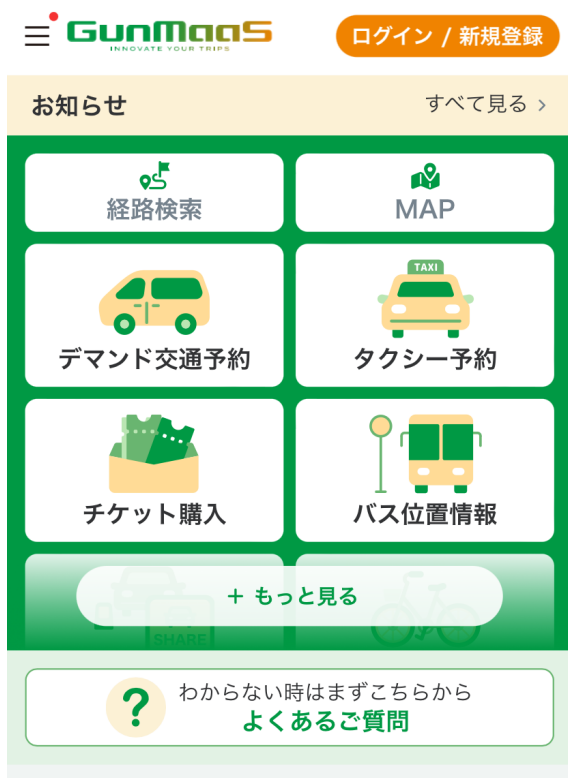 GunMaaS
INNOVATE YOUR TRIPS
ログイン / 新規登録
お知らせ
すべて見る
経路検索
MAP
TAXI
デマンド交通予約
タクシー予約
チケット購入
バス位置情報
+ もっと見る
SHARE
?
わからない時はまずこちらから
よくあるご質問